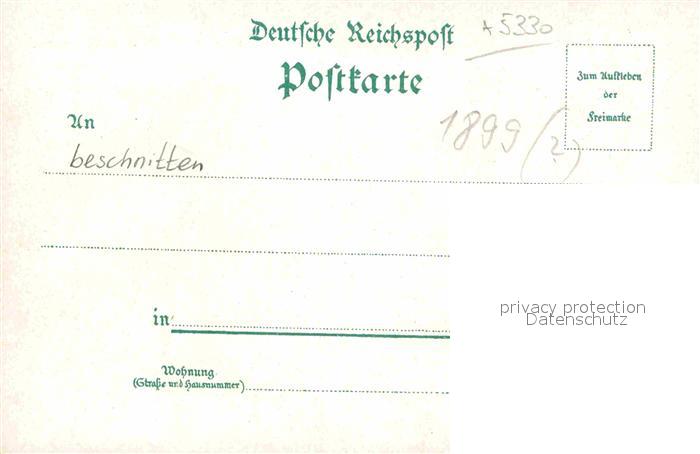 Deutsche Reichspost
* 5330
Postkarte
Zum Aufkleben
der
Freimarke
An
1899 (?)
beschnitten
in
privacy protection
Datenschutz
Wohnung
(Straße und Hausnummer)